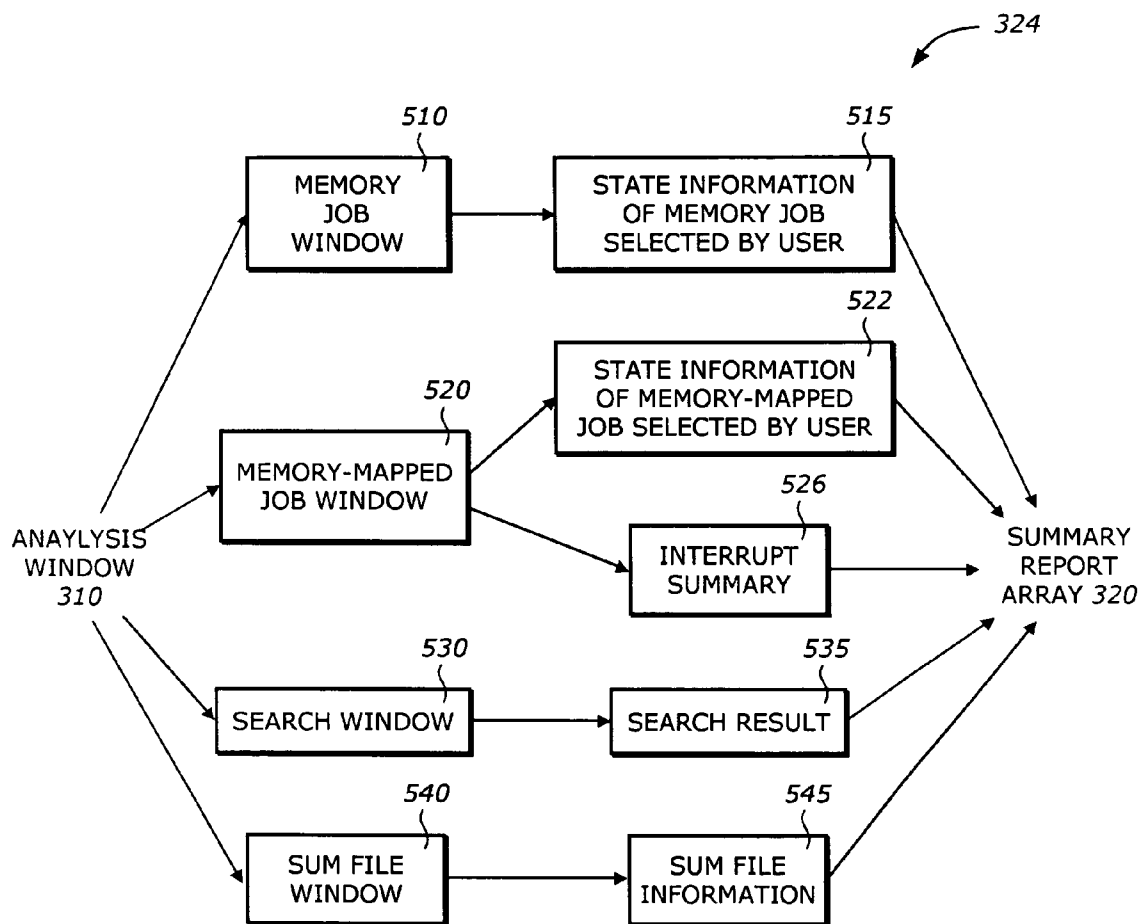 324
510
MEMORY
JOB
WINDOW
515
STATE INFORMATION
OF MEMORY JOB
SELECTED BY USER
522
STATE INFORMATION
OF MEMORY-MAPPED
JOB SELECTED BY USER
520
MEMORY-MAPPED
JOB WINDOW
526
INTERRUPT
SUMMARY
ANAYLYSIS
WINDOW
310
SUMMARY
REPORT
ARRAY 320
530
SEARCH WINDOW
535
SEARCH RESULT
540
SUM FILE
WINDOW
545
SUM FILE
INFORMATION